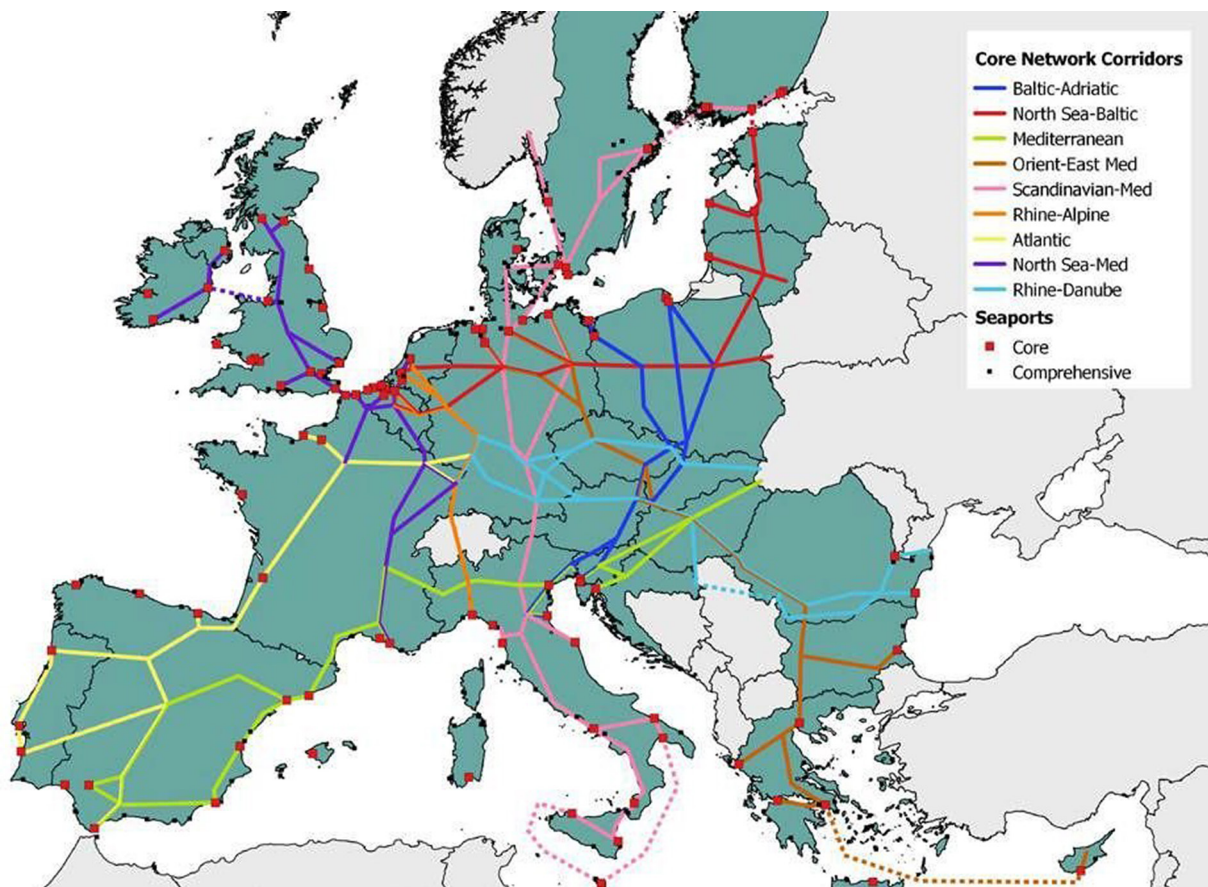 Core Network Corridors
Baltic-Adriatic
North Sea-Baltic
Mediterranean
Orient-East Med
Scandinavian-Med
Rhine-Alpine
Atlantic
North Sea-Med
Rhine-Danube
Seaports
Core
Comprehensive